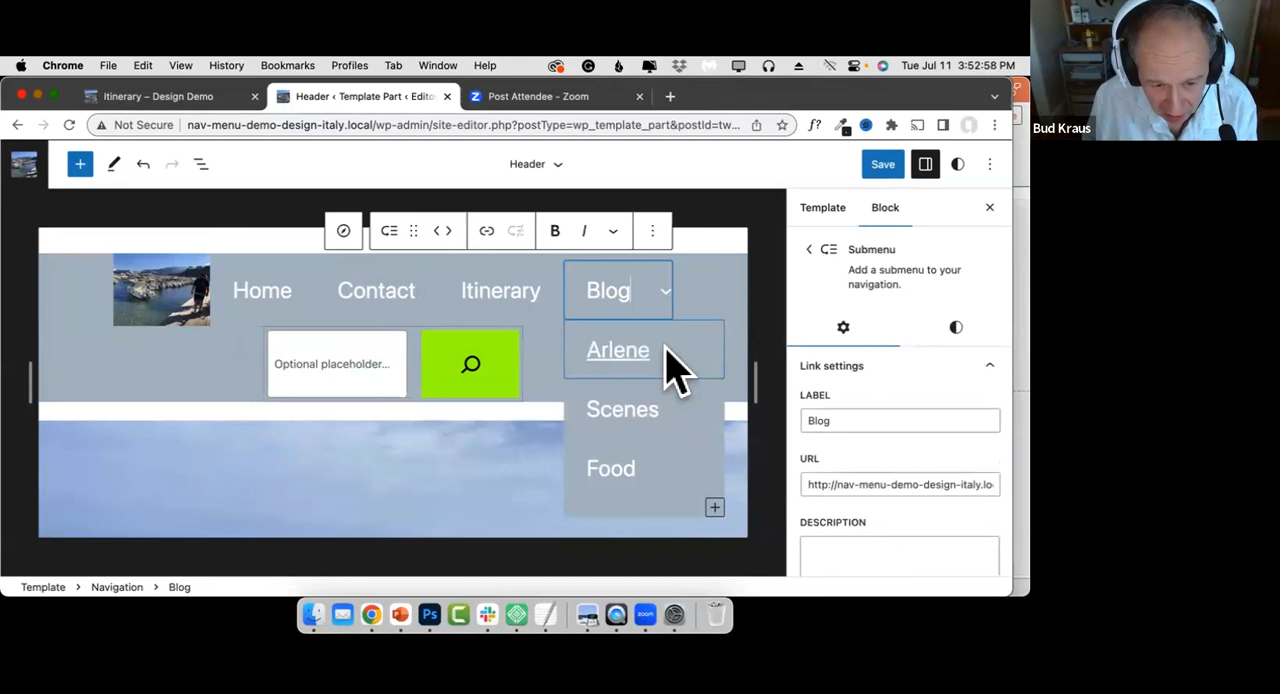 Chrome File Edit View History Bookmarks Profiles Tab Window Help Tue Jul 11 3:52:58 PM
Itinerary – Design Demo
Header ‹ Template Part ‹ Edito
Post Attendee - Zoom
Not Secure nav-menu-demo-design-italy.local/wp-admin/site-editor.php?postType=wp_template_part&postId=tw...
Bud Kraus
Header
Save
Template Block
B I
Submenu
Add a submenu to your
navigation.
Home Contact Itinerary Blog
Optional placeholder...
Arlene
Scenes
Food
Link settings
LABEL
Blog
URL
http://nav-menu-demo-design-italy.lo
DESCRIPTION
Template > Navigation > Blog
Ps
zoom